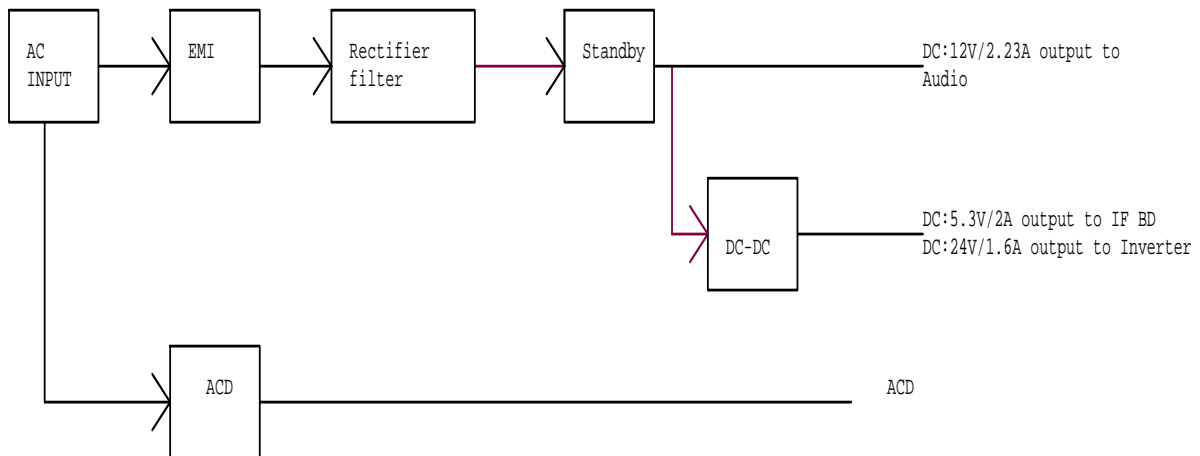 AC
INPUT
EMI
Rectifier
filter
Standby
DC:12V/2.23A output to
Audio
DC-DC
DC:5.3V/2A output to IF BD
DC:24V/1.6A output to Inverter
ACD
ACD